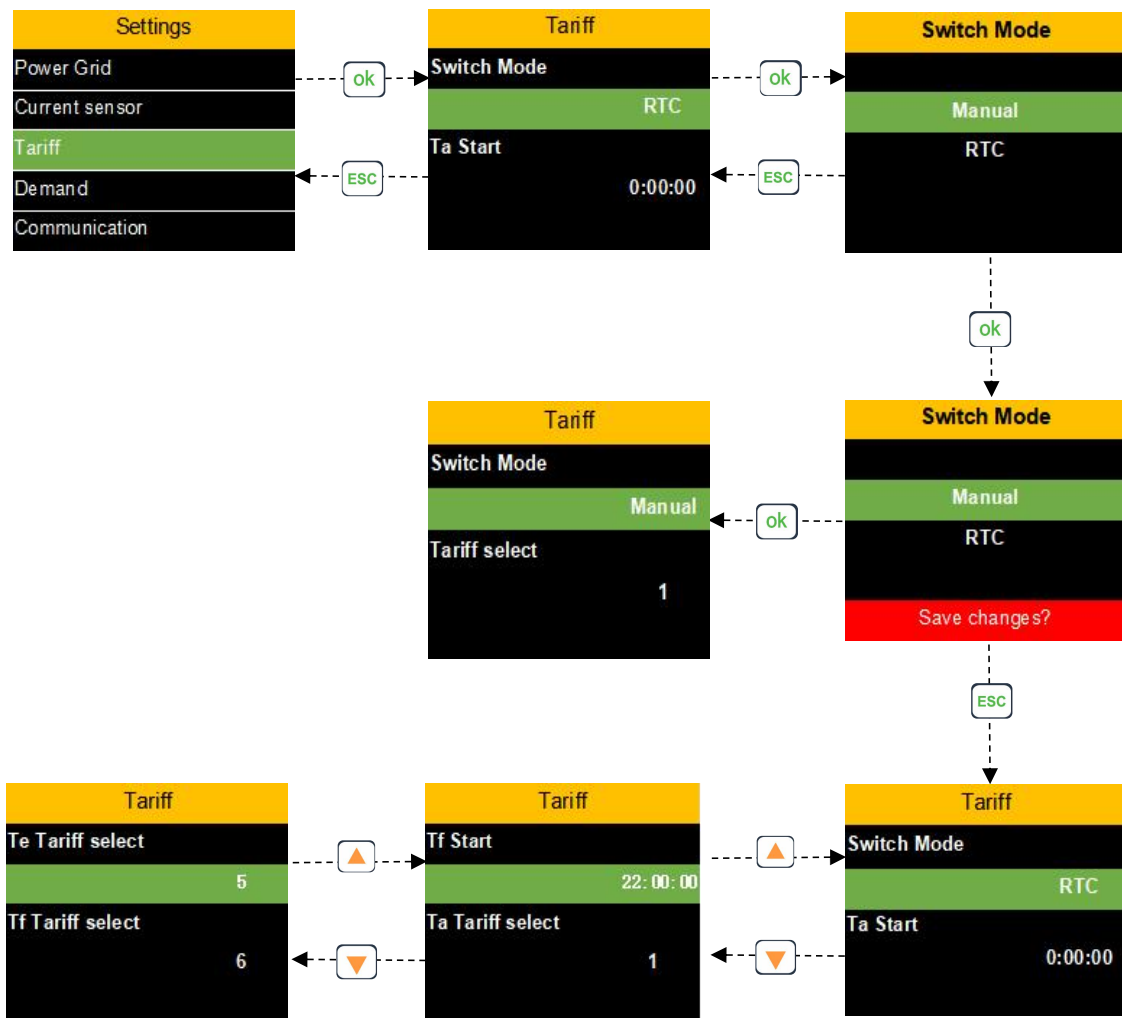 Settings
Power Grid
Current sensor
Tariff
Demand
Communication
ok
ESC
Tariff
Switch Mode
RTC
Ta Start
0:00:00
ok
ESC
Switch Mode
Manual
RTC
ok
Switch Mode
Manual
RTC
Save changes?
ok
Tariff
Switch Mode
Manual
Tariff select
1
ESC
Tariff
Te Tariff select
5
Tf Tariff select
6
Tariff
Tf Start
22:00:00
Ta Tariff select
1
Tariff
Switch Mode
RTC
Ta Start
0:00:00